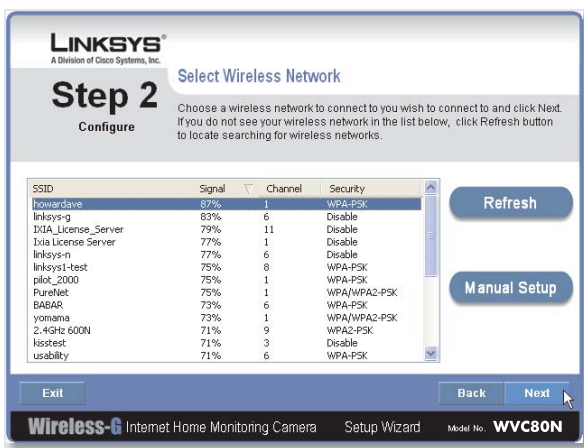 LINKSYS®
A Division of Cisco Systems, Inc.
Step 2
Configure
Select Wireless Network
Choose a wireless network to connect to you wish to connect to and click Next.
If you do not see your wireless network in the list below, click Refresh button
to locate searching for wireless networks.
SSID Signal Channel Security
howardave 87% 1 WPA-PSK
linksys-g 83% 6 Disable
IXIA_License_Server 79% 11 Disable
Ixia License Server 77% 1 Disable
linksys-n 77% 6 Disable
linksys1-test 75% 8 WPA-PSK
pilot_2000 75% 1 WPA-PSK
PureNet 75% 1 WPA/WPA2-PSK
BABAR 73% 6 WPA-PSK
yomama 73% 1 WPA/WPA2-PSK
2.4GHz 600N 71% 9 WPA2-PSK
kisstest 71% 3 Disable
usability 71% 6 WPA-PSK
Refresh
Manual Setup
Exit
Back
Next
Wireless-G Internet Home Monitoring Camera Setup Wizard Model No. WVC80N